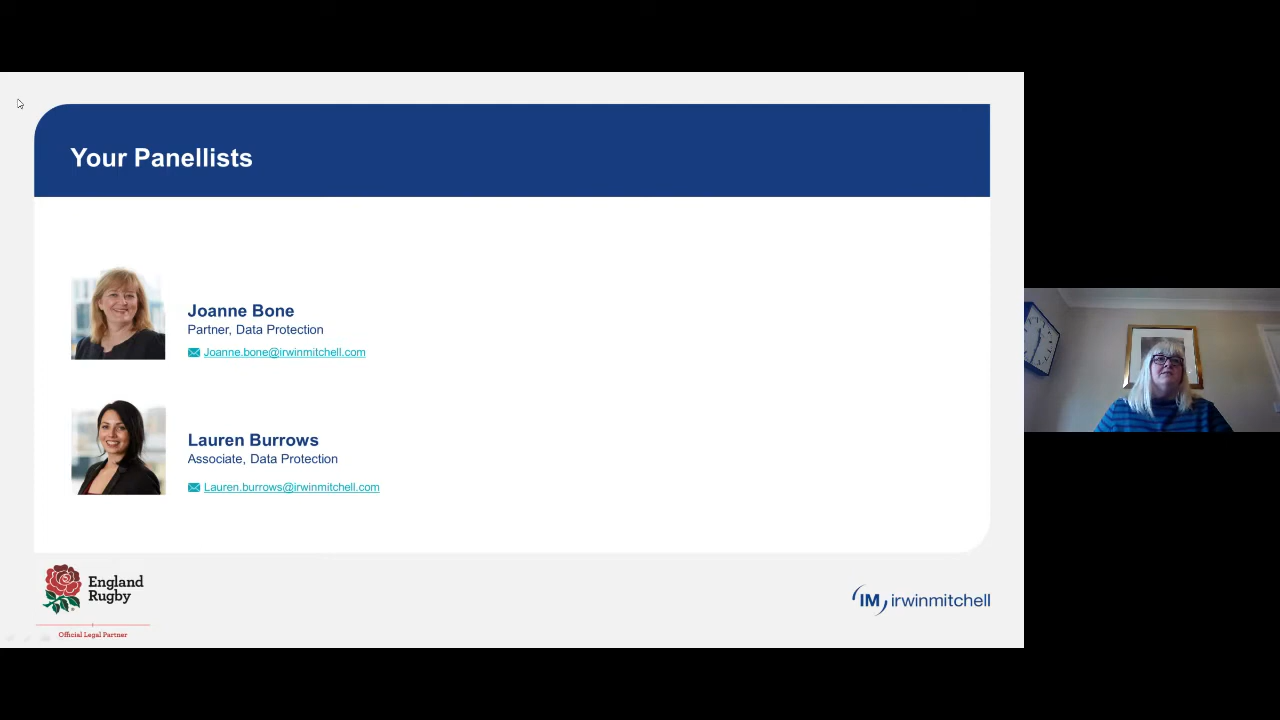 Your Panellists
Joanne Bone
Partner, Data Protection
Joanne.bone@irwinmitchell.com
Lauren Burrows
Associate, Data Protection
Lauren.burrows@irwinmitchell.com
England
Rugby
Official Legal Partner
IM irwinmitchell